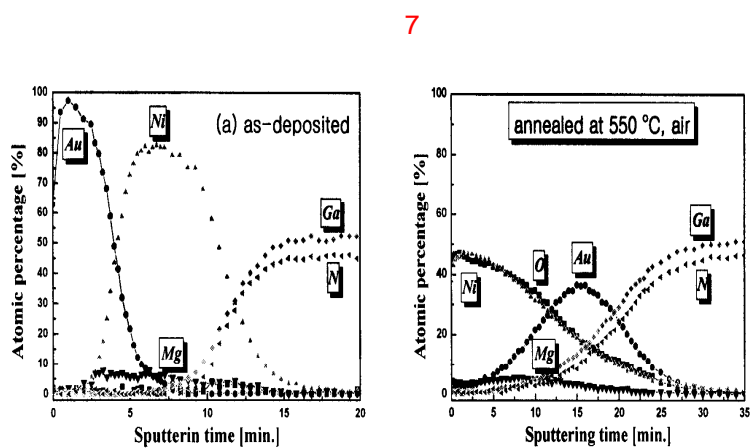 7
Atomic percentage [%]
100
90
80
70
60
50
40
30
20
10
0
Au
Ni
(a) as-deposited
Ga
N
Mg
0 5 10 15 20
Sputterin time [min.]
Atomic percentage [%]
100
80
60
40
20
0
annealed at 550 °C, air
Ni
O
Au
Ga
N
Mg
0 5 10 15 20 25 30 35
Sputtering time [min.]